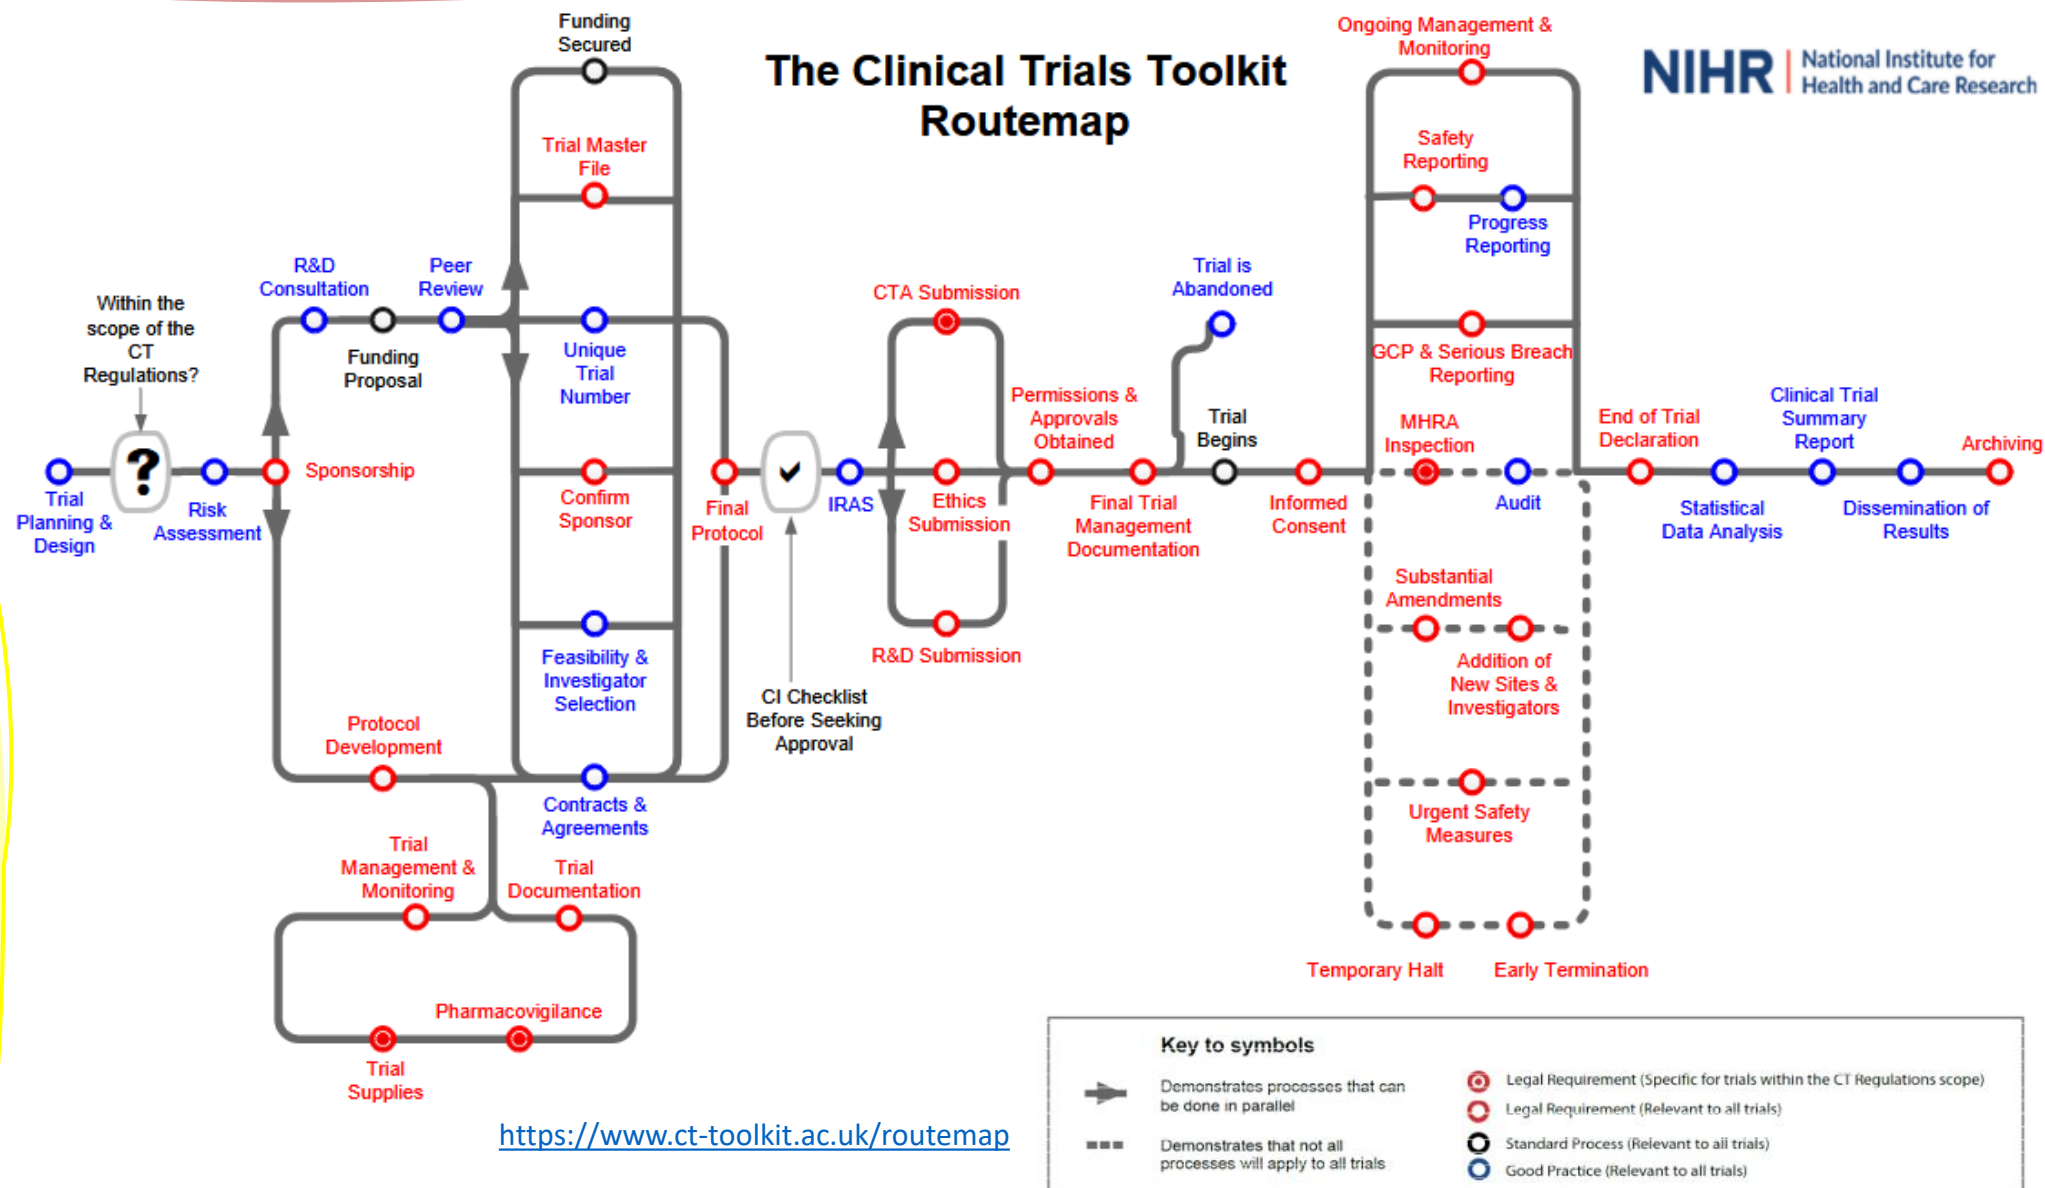 The Clinical Trials Toolkit
Routemap
NIHR | National Institute for
Health and Care Research
Within the
scope of the
CT
Regulations?
?
Trial
Planning &
Design
Risk
Assessment
Sponsorship
R&D
Consultation
Funding
Proposal
Peer
Review
Funding
Secured
Trial Master
File
Unique
Trial
Number
Confirm
Sponsor
Feasibility &
Investigator
Selection
Contracts &
Agreements
Protocol
Development
Trial
Management &
Monitoring
Trial
Documentation
Pharmacovigilance
Trial
Supplies
Final
Protocol
CI Checklist
Before Seeking
Approval
IRAS
CTA Submission
Ethics
Submission
R&D Submission
Permissions &
Approvals
Obtained
Final Trial
Management
Documentation
Trial is
Abandoned
Trial
Begins
Informed
Consent
Ongoing Management &
Monitoring
Safety
Reporting
Progress
Reporting
GCP & Serious Breach
Reporting
MHRA
Inspection
Audit
Substantial
Amendments
Addition of
New Sites &
Investigators
Urgent Safety
Measures
Temporary Halt
Early Termination
End of Trial
Declaration
Statistical
Data Analysis
Clinical Trial
Summary
Report
Dissemination of
Results
Archiving
https://www.ct-toolkit.ac.uk/routemap
Key to symbols
Demonstrates processes that can
be done in parallel
Demonstrates that not all
processes will apply to all trials
Legal Requirement (Specific for trials within the CT Regulations scope)
Legal Requirement (Relevant to all trials)
Standard Process (Relevant to all trials)
Good Practice (Relevant to all trials)